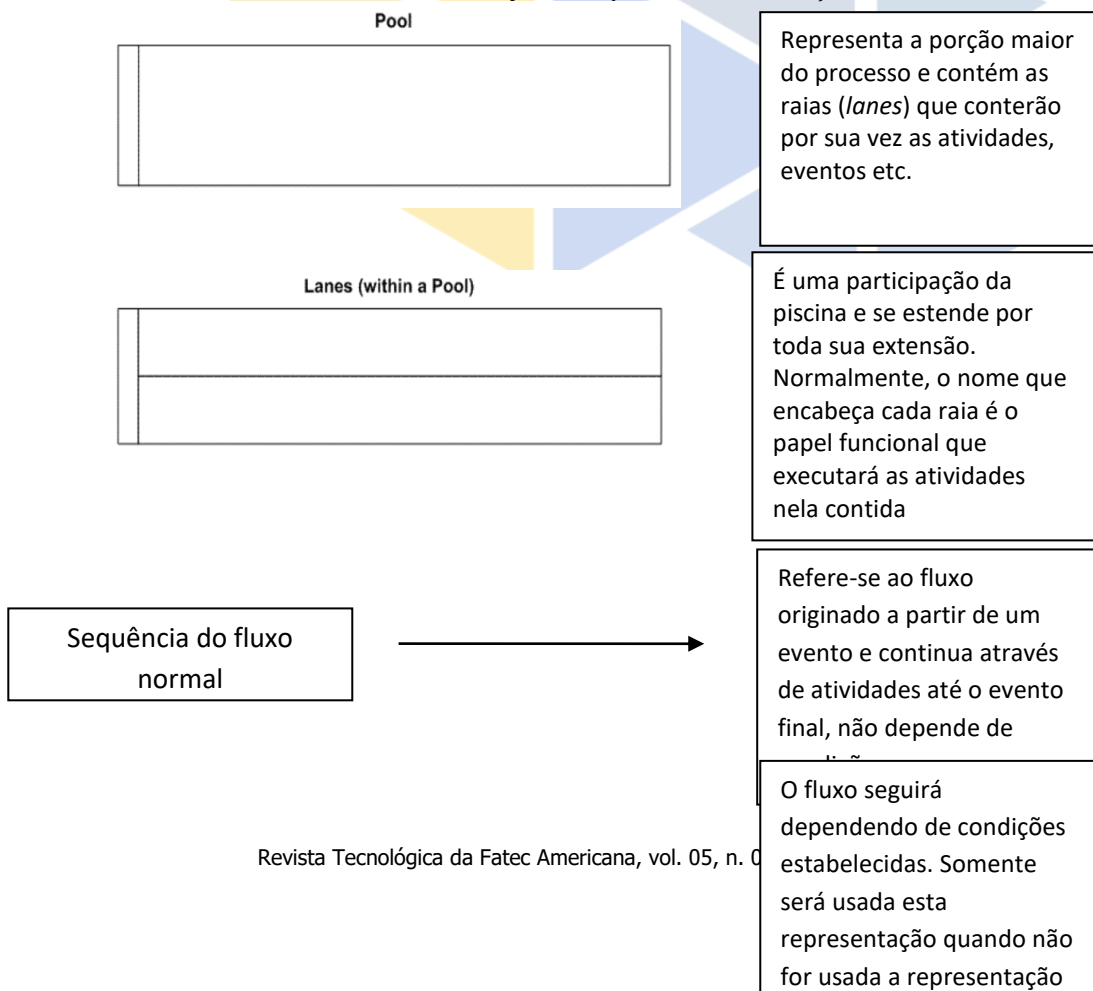 Pool
Representa a porção maior
do processo e contém as
raias (lanes) que conterão
por sua vez as atividades,
eventos etc.
Lanes (within a Pool)
É uma participação da
piscina e se estende por
toda sua extensão.
Normalmente, o nome que
encabeça cada raia é o
papel funcional que
executará as atividades
nela contida
Sequência do fluxo
normal
Refere-se ao fluxo
originado a partir de um
evento e continua através
de atividades até o evento
final, não depende de
O fluxo seguirá
dependendo de condições
estabelecidas. Somente
será usada esta
representação quando não
for usada a representação
Revista Tecnológica da Fatec Americana, vol. 05, n.